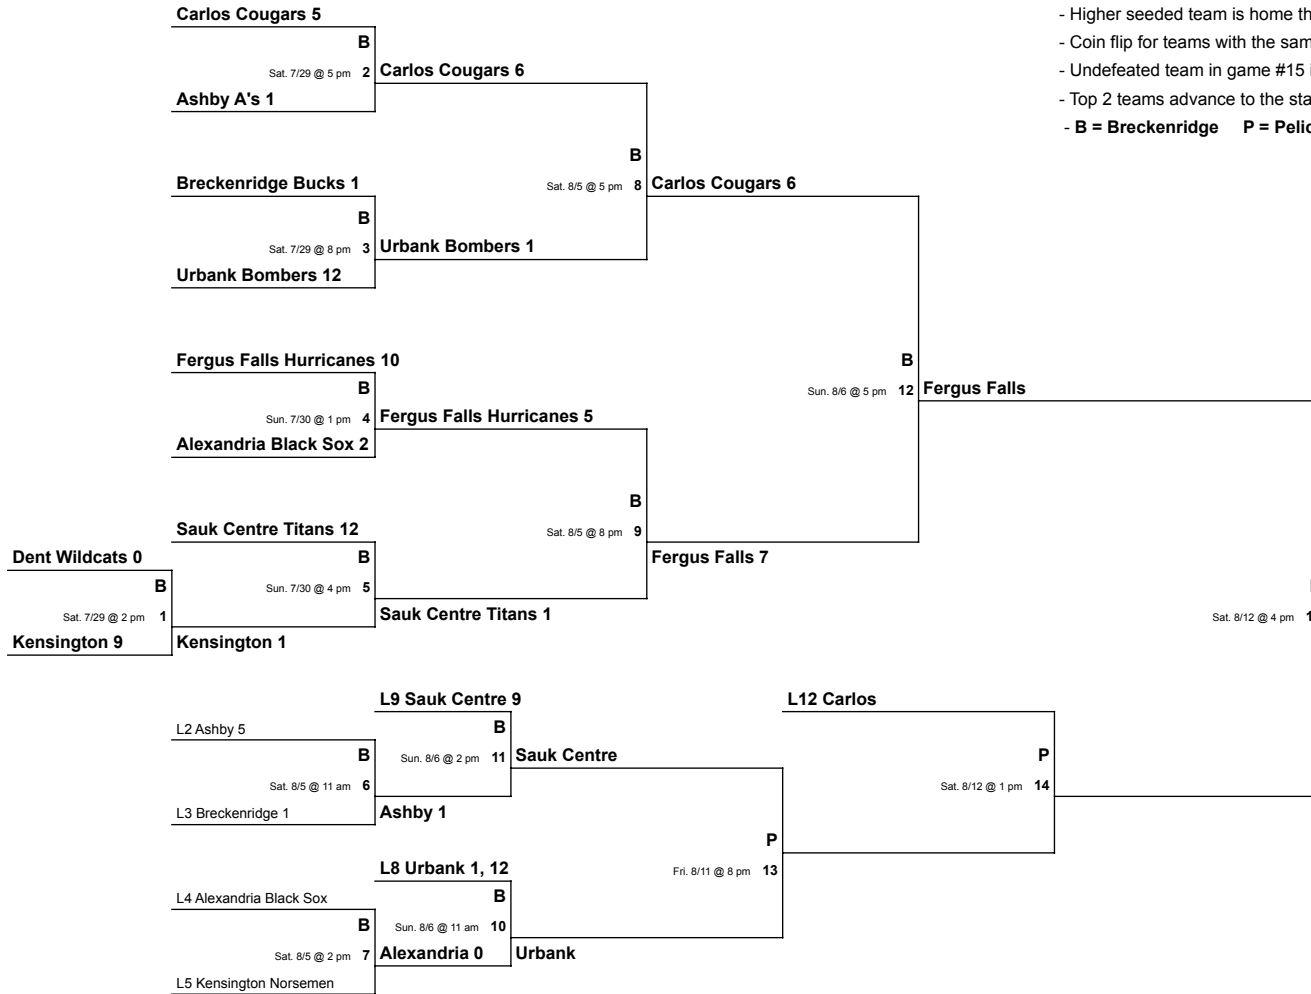 Carlos Cougars 5
- Higher seeded team is home th
B
- Coin flip for teams with the sam
Sat. 7/29 @ 5 pm 2 Carlos Cougars 6
- Undefeated team in game #15 i
Ashby A's 1
- Top 2 teams advance to the sta
- B = Breckenridge P = Pelic
B
Breckenridge Bucks 1
Sat. 8/5 @ 5 pm 8 Carlos Cougars 6
B
Sat. 7/29 @ 8 pm 3 Urbank Bombers 1
Urbank Bombers 12
Fergus Falls Hurricanes 10
B
B
Sun. 8/6 @ 5 pm 12 Fergus Falls
Sun. 7/30 @ 1 pm 4 Fergus Falls Hurricanes 5
Alexandria Black Sox 2
B
Sauk Centre Titans 12
Sat. 8/5 @ 8 pm 9
Dent Wildcats 0
B
Fergus Falls 7
B
Sun. 7/30 @ 4 pm 5
Sat. 7/29 @ 2 pm 1
Sauk Centre Titans 1
Sat. 8/12 @ 4 pm 1
Kensington 9
Kensington 1
L9 Sauk Centre 9
L12 Carlos
L2 Ashby 5
B
B
Sun. 8/6 @ 2 pm 11 Sauk Centre
P
Sat. 8/5 @ 11 am 6
Sat. 8/12 @ 1 pm 14
L3 Breckenridge 1
Ashby 1
P
L8 Urbank 1, 12
Fri. 8/11 @ 8 pm 13
L4 Alexandria Black Sox
B
B
Sun. 8/6 @ 11 am 10
Sat. 8/5 @ 2 pm 7 Alexandria 0
Urbank
L5 Kensington Norsemen